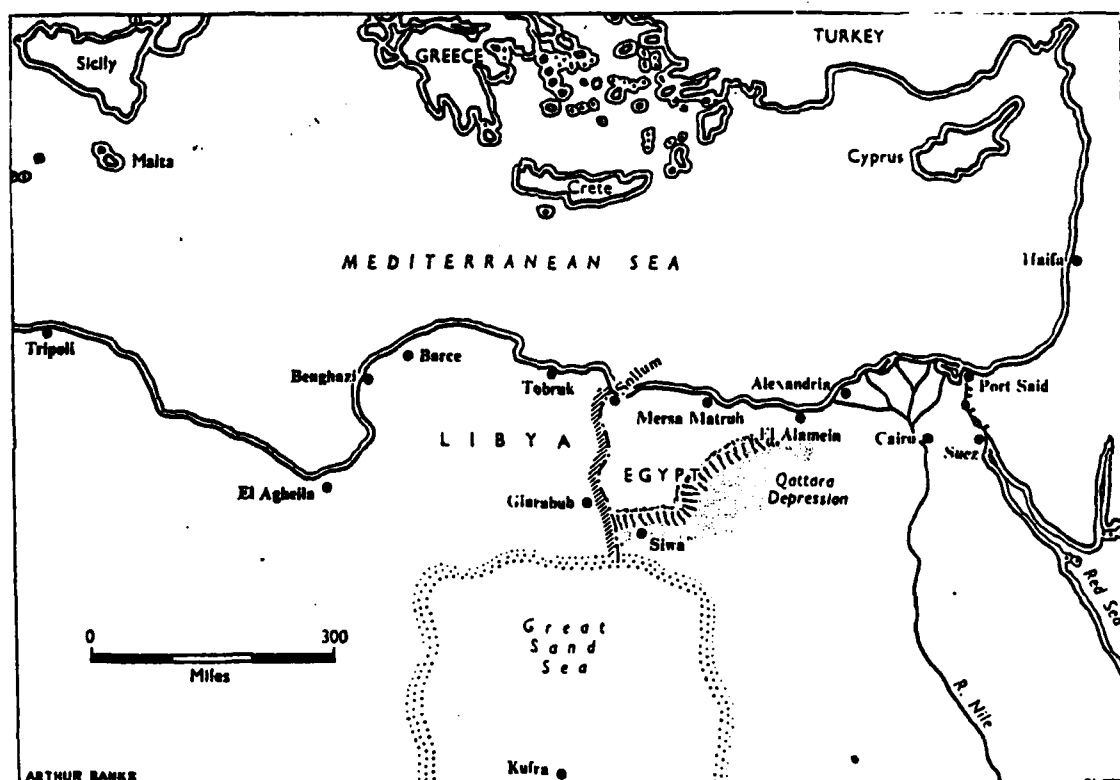 TURKEY
GREECE
Sicily
Malta
Cyprus
Crete
MEDITERRANEAN SEA
Haifa
Tripoli
Barce
Benghazi
Tobruk
Sollum
Alexandria
Port Said
Mersa Matruh
El Alamein
LIBYA
Cairo
Suez
EGYPT
Qattara
Depression
El Agheila
Giarabub
Siwa
Red Sea
Great
Sand
Sea
0 300
Miles
R. Nile
Kufra
ARTHUR BANKS